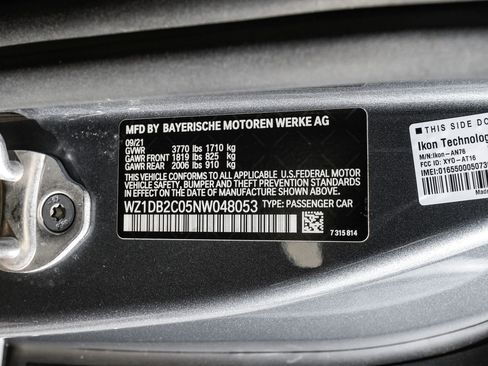 MFD BY BAYERISCHE MOTOREN WERKE AG
09/21
GVWR 3770 lbs 1710 kg
GAWR FRONT 1819 lbs 825 kg
GAWR REAR 2006 lbs 910 kg
THIS VEHICLE CONFORMS TO ALL APPLICABLE U.S.FEDERAL MOTOR
VEHICLE SAFETY, BUMPER, AND THEFT PREVENTION STANDARDS
IN EFFECT ON THE DATE OF MANUFACTURE SHOWN ABOVE.
WZ1DB2C05NW048053 TYPE: PASSENGER CAR
7 315 814
THIS SIDE DO
Ikon Technolog
M/N:Ikon-AN76
FCC ID: XYO-AT16
IMEI:0165500050735